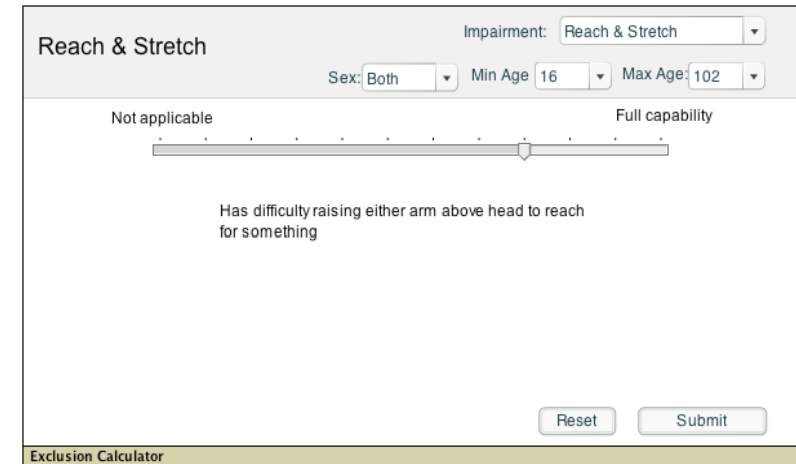 Reach & Stretch
Impairment: Reach & Stretch
Sex: Both Min Age 16 Max Age: 102
Not applicable Full capability
Has difficulty raising either arm above head to reach
for something
Reset Submit
Exclusion Calculator